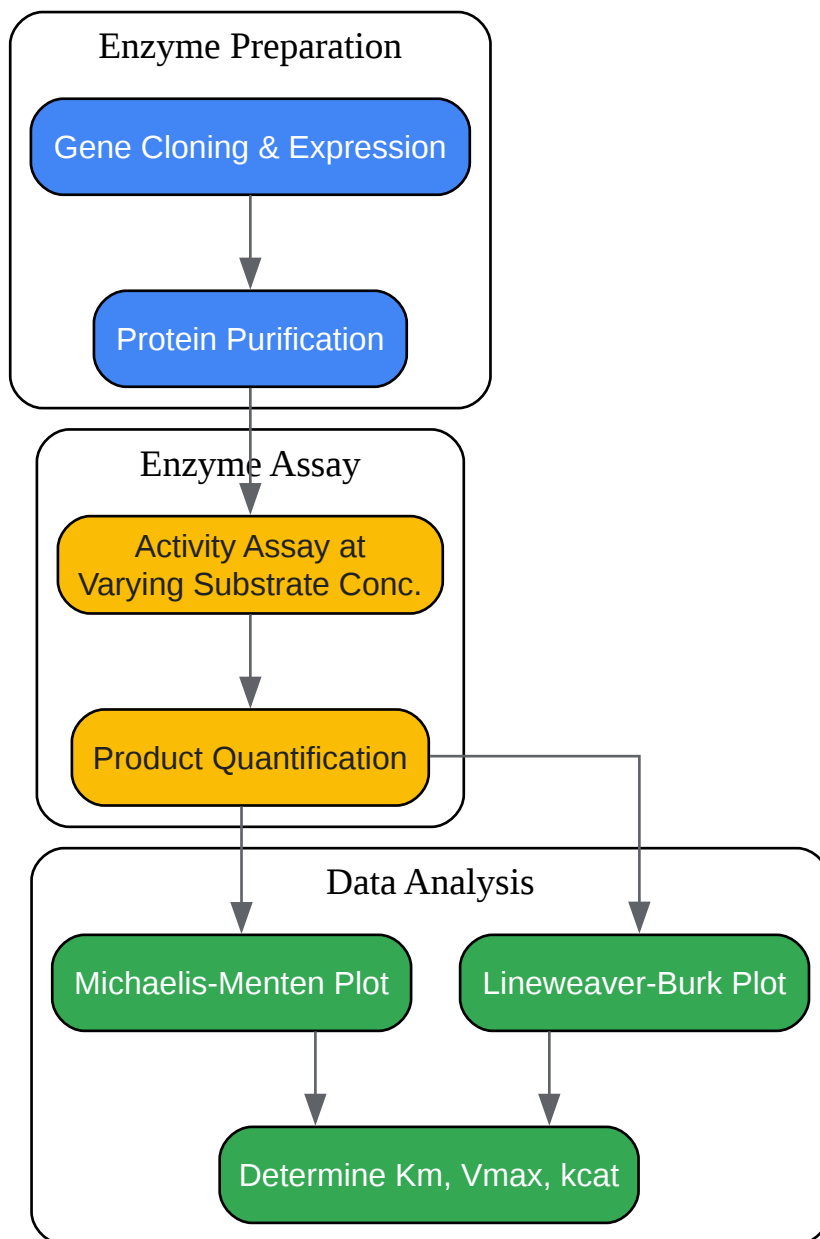 Enzyme Preparation
Gene Cloning & Expression
Protein Purification
Enzyme Assay
Activity Assay at
Varying Substrate Conc.
Product Quantification
Data Analysis
Michaelis-Menten Plot
Lineweaver-Burk Plot
Determine Km, Vmax, kcat